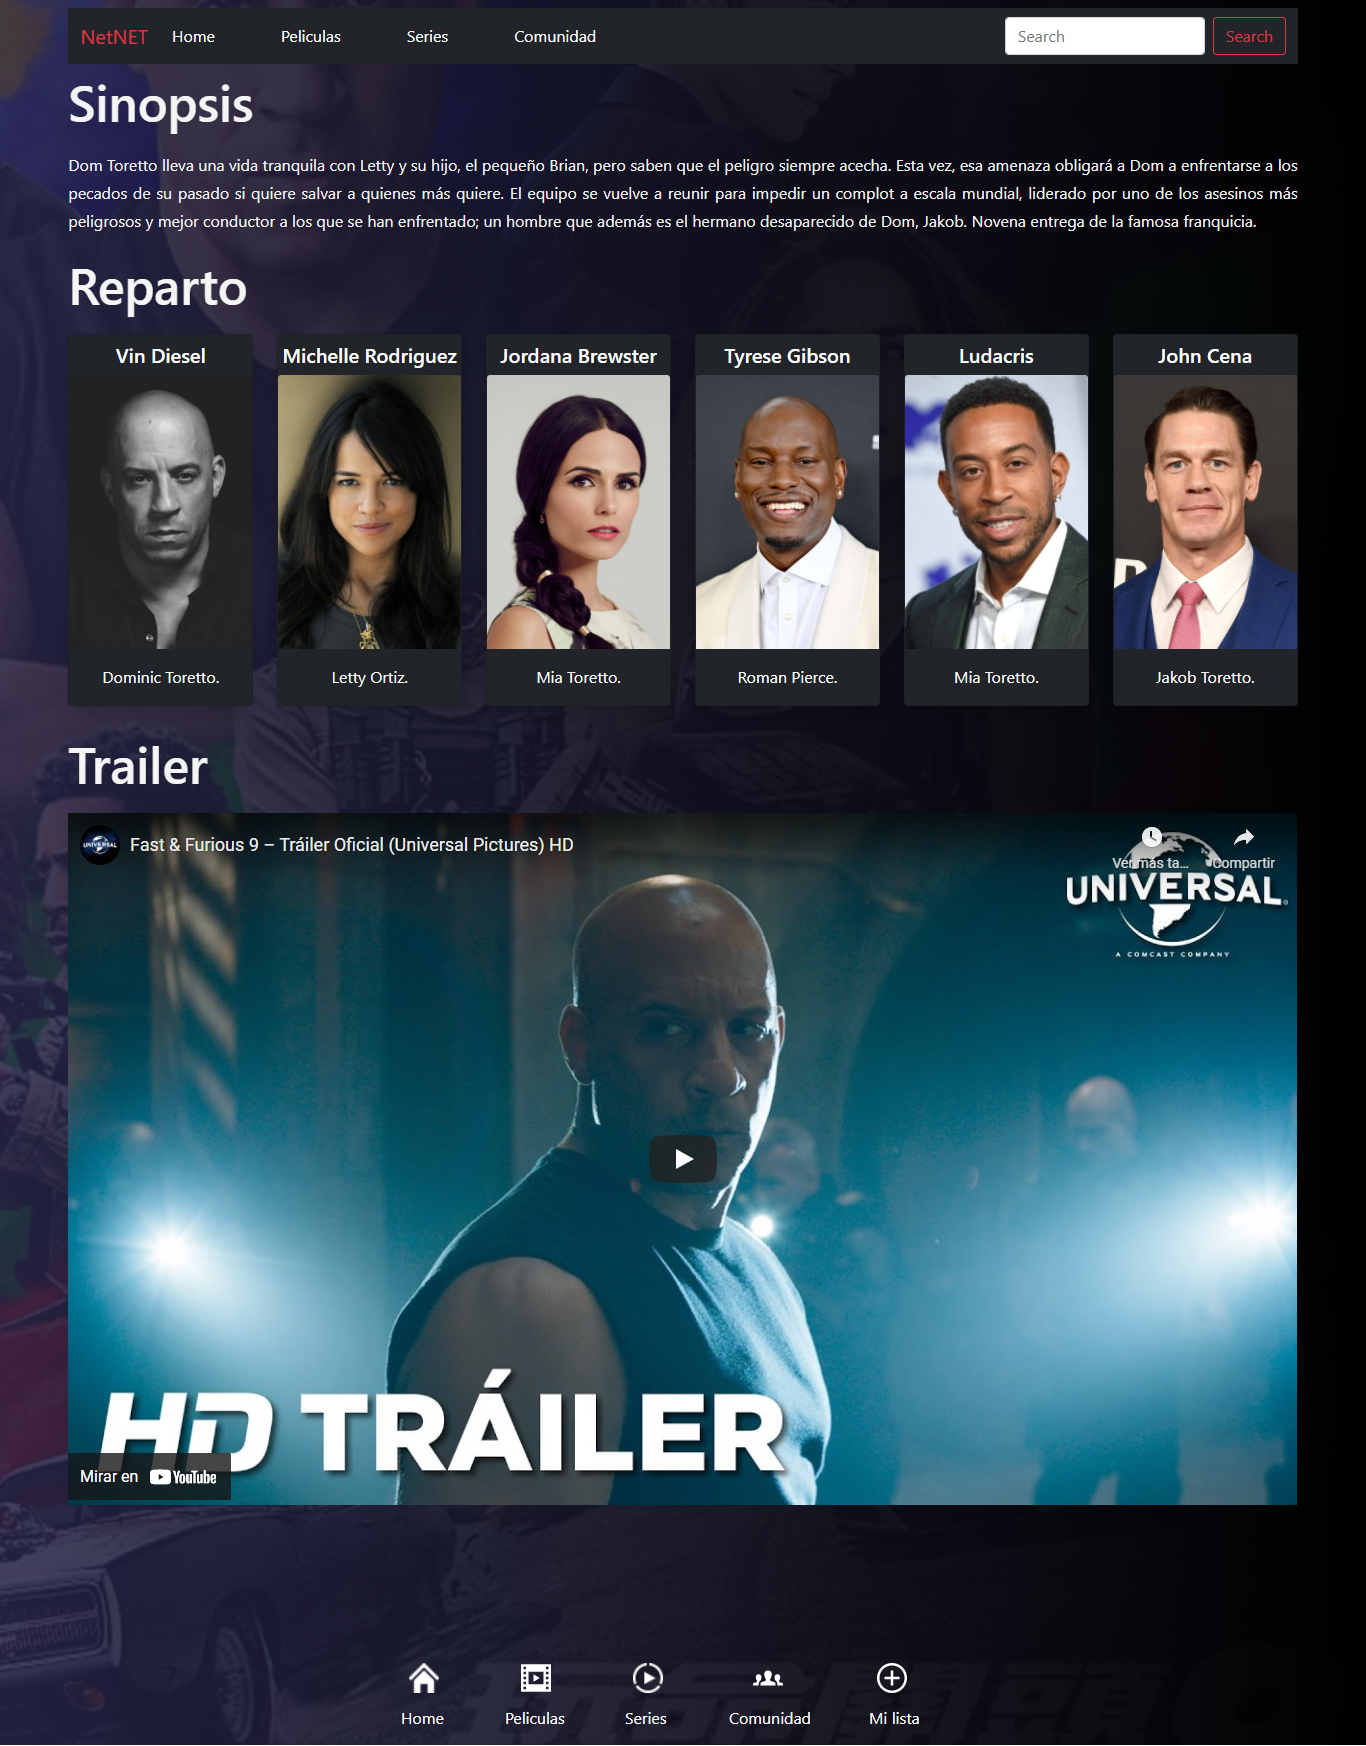 NetNET Home Peliculas Series Comunidad Search Search
Sinopsis
Dom Toretto lleva una vida tranquila con Letty y su hijo, el pequeño Brian, pero saben que el peligro siempre acecha. Esta vez, esa amenaza obligará a Dom a enfrentarse a los
pecados de su pasado si quiere salvar a quienes más quiere. El equipo se vuelve a reunir para impedir un complot a escala mundial, liderado por uno de los asesinos más
peligrosos y mejor conductor a los que se han enfrentado; un hombre que además es el hermano desaparecido de Dom, Jakob. Novena entrega de la famosa franquicia.
Reparto
Vin Diesel Michelle Rodriguez Jordana Brewster Tyrese Gibson Ludacris John Cena
Dominic Toretto. Letty Ortiz. Mia Toretto. Roman Pierce. Mia Toretto. Jakob Toretto.
Trailer
UNIVERSAL Fast & Furious 9 – Tráiler Oficial (Universal Pictures) HD
Ver más ta... Compartir
UNIVERSAL
A COMCAST COMPANY
HD TRÁILER
Mirar en YouTube
Home Peliculas Series Comunidad Mi lista